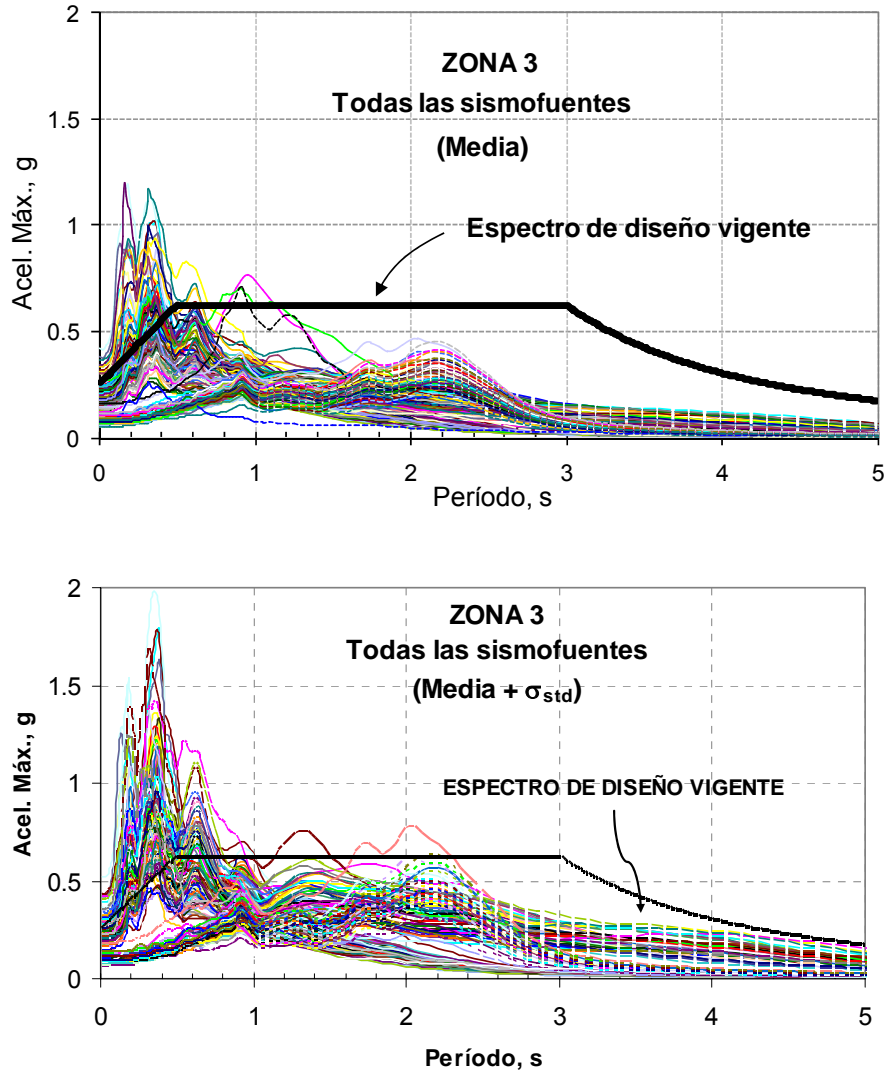 2
ZONA 3
Todas las sismofuentes
1.5
(Media)
Acel. Máx., g
1
Espectro de diseño vigente
0.5
0
0 1 2 3 4 5
Período, s
2
ZONA 3
Todas las sismofuentes
(Media + σstd)
1.5
Acel. Máx., g
1
ESPECTRO DE DISEÑO VIGENTE
0.5
0
0 1 2 3 4 5
Período, s